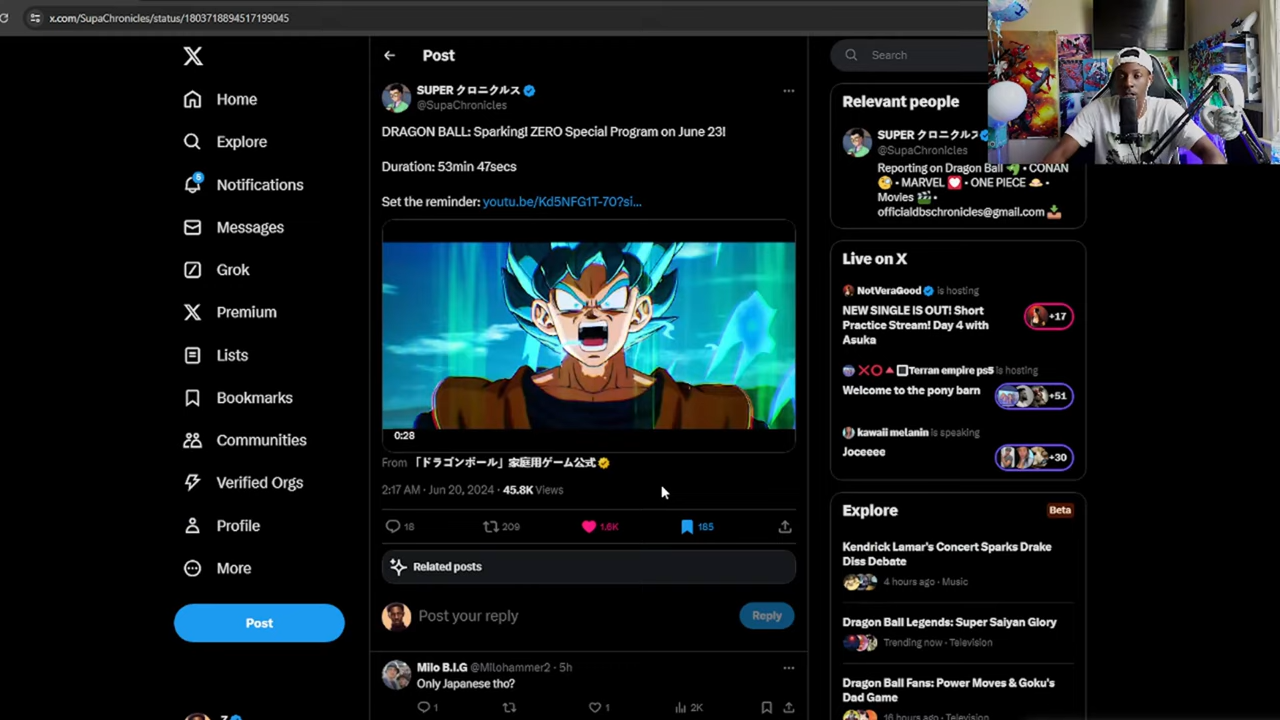 x.com/SupaChronicles/status/1803718894517199045
Home
Explore
5
Notifications
Messages
Grok
Premium
Lists
Bookmarks
Communities
Verified Orgs
Profile
More
Post
Post
SUPER クロニクルス
@SupaChronicles
DRAGON BALL: Sparking! ZERO Special Program on June 23!
Duration: 53min 47secs
Set the reminder: youtu.be/Kd5NFG1T-70?si...
0:28
From 「ドラゴンボール」家庭用ゲーム公式
2:17 AM · Jun 20, 2024 · 45.8K Views
18
209
1.6K
185
Related posts
Post your reply
Reply
Milo B.I.G @Milohammer2 · 5h
Only Japanese tho?
1
1
2K
Search
Relevant people
SUPER クロニクルス
@SupaChronicles
Reporting on Dragon Ball 🐉 • CONAN
• MARVEL • ONE PIECE •
Movies 🎬 •
officialdbschronicles@gmail.com 📩
Live on X
NotVeraGood is hosting
NEW SINGLE IS OUT! Short
Practice Stream! Day 4 with
Asuka
+17
Terran empire ps5 is hosting
Welcome to the pony barn
+51
kawaii melanin is speaking
Joceeee
+30
Explore
Beta
Kendrick Lamar's Concert Sparks Drake
Diss Debate
4 hours ago · Music
Dragon Ball Legends: Super Saiyan Glory
Trending now · Television
Dragon Ball Fans: Power Moves & Goku's
Dad Game
16 hours ago · Television